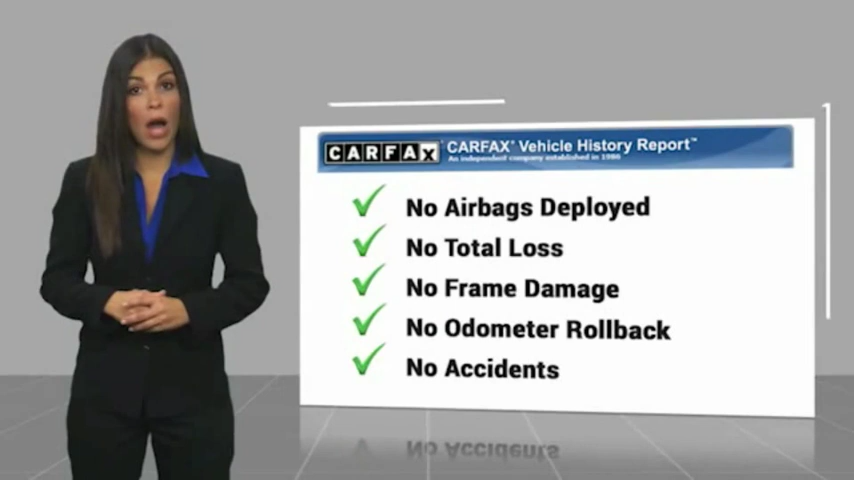 CARFAX CARFAX® Vehicle History Report™
An independent company established in 1986
No Airbags Deployed
No Total Loss
No Frame Damage
No Odometer Rollback
No Accidents
No Accidents